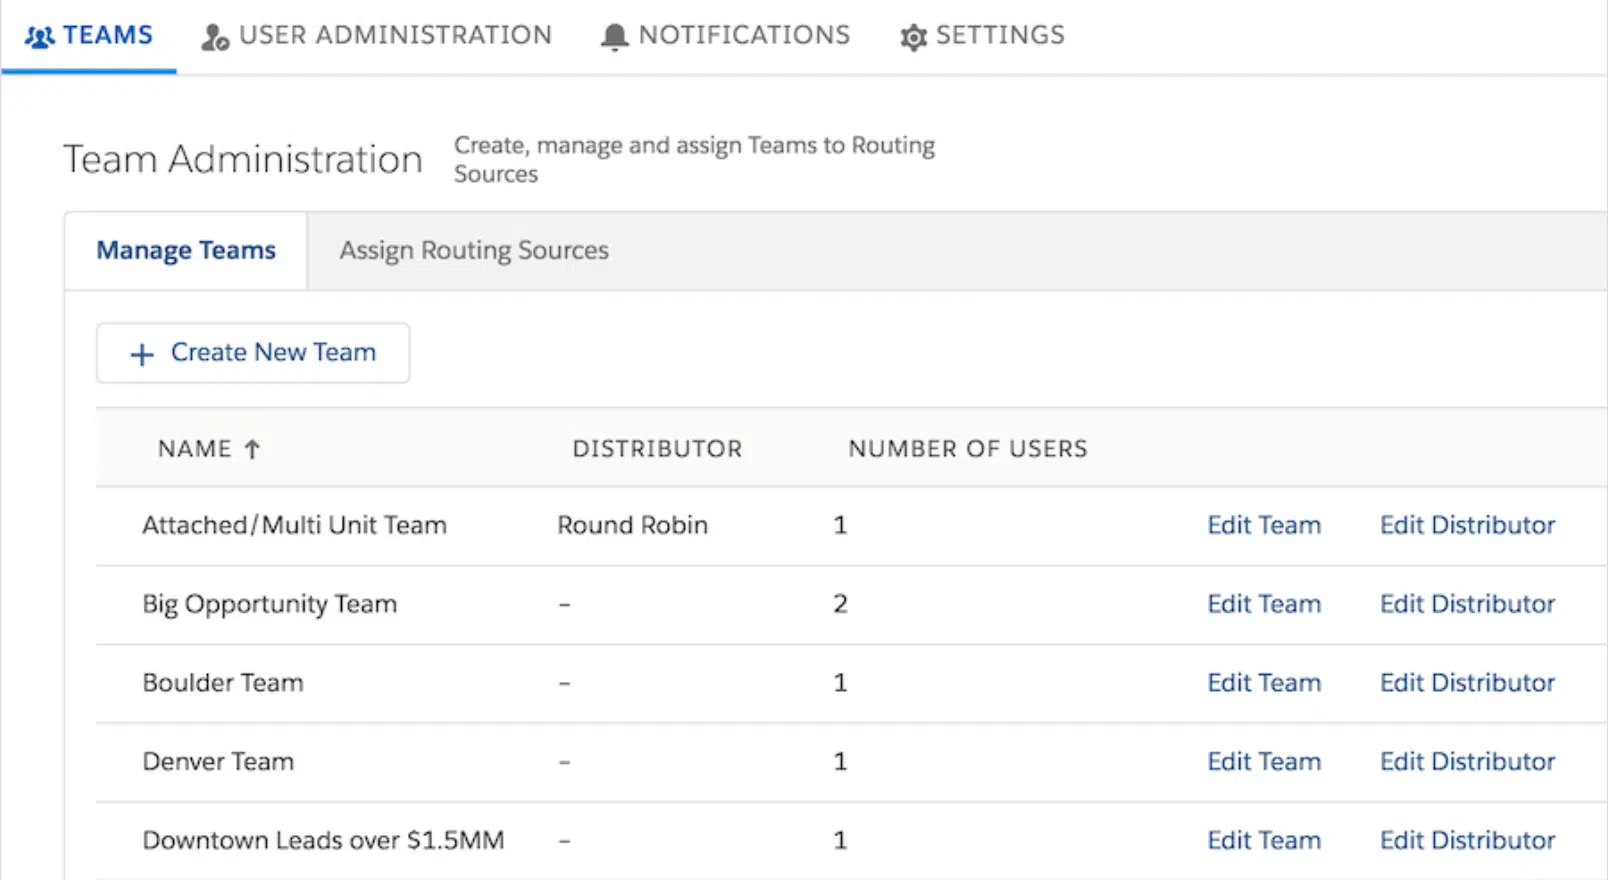 TEAMS USER ADMINISTRATION NOTIFICATIONS SETTINGS
Team Administration
Create, manage and assign Teams to Routing
Sources
Manage Teams Assign Routing Sources
+ Create New Team
NAME ↑ DISTRIBUTOR NUMBER OF USERS
Attached/Multi Unit Team Round Robin 1 Edit Team Edit Distributor
Big Opportunity Team – 2 Edit Team Edit Distributor
Boulder Team – 1 Edit Team Edit Distributor
Denver Team – 1 Edit Team Edit Distributor
Downtown Leads over $1.5MM – 1 Edit Team Edit Distributor